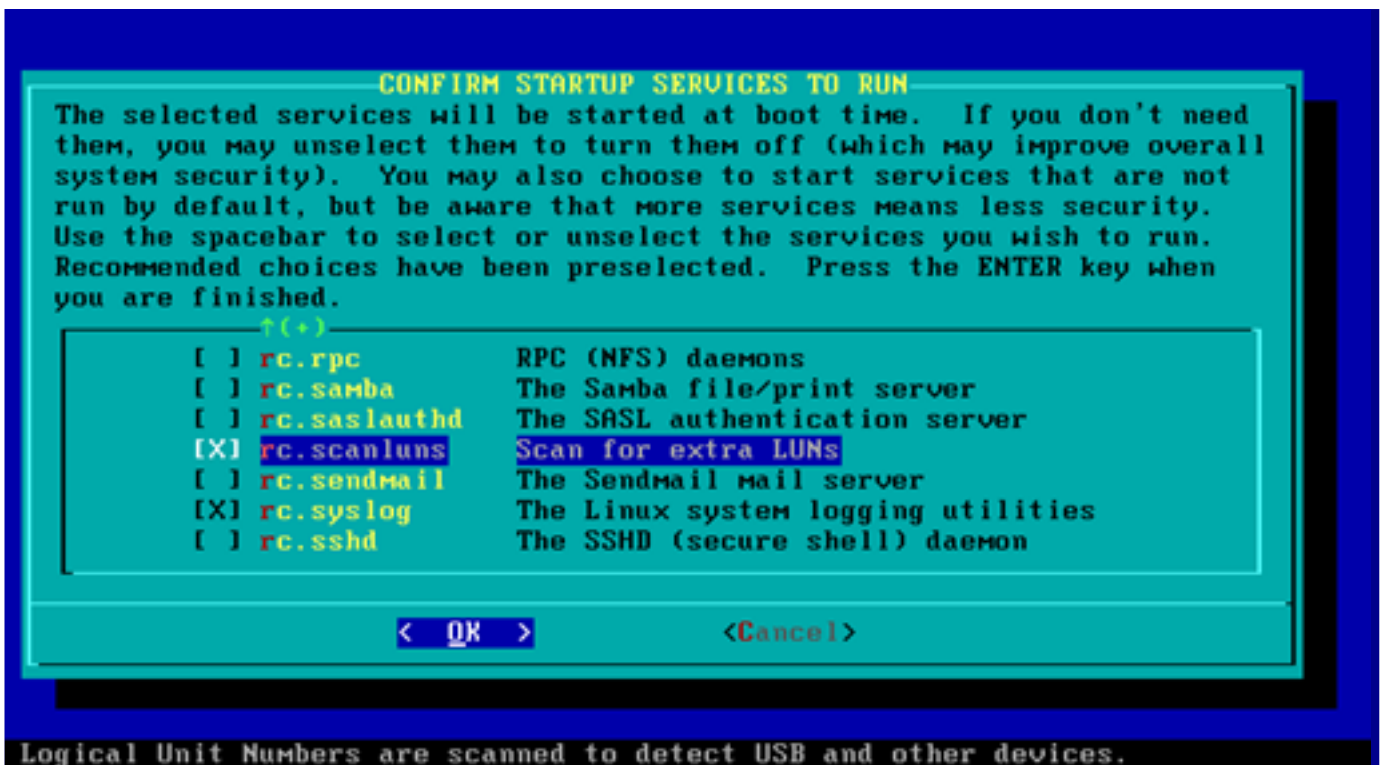 CONFIRM STARTUP SERVICES TO RUN
The selected services will be started at boot time.  If you don't need
them, you may unselect them to turn them off (which may improve overall
system security).  You may also choose to start services that are not
run by default, but be aware that more services means less security.
Use the spacebar to select or unselect the services you wish to run.
Recommended choices have been preselected.  Press the ENTER key when
you are finished.
↑(+)
[ ] rc.rpc RPC (NFS) daemons
[ ] rc.samba The Samba file/print server
[ ] rc.saslauthd The SASL authentication server
[X] rc.scanluns Scan for extra LUNs
[ ] rc.sendmail The Sendmail mail server
[X] rc.syslog The Linux system logging utilities
[ ] rc.sshd The SSHD (secure shell) daemon
< OK > <Cancel>
Logical Unit Numbers are scanned to detect USB and other devices.